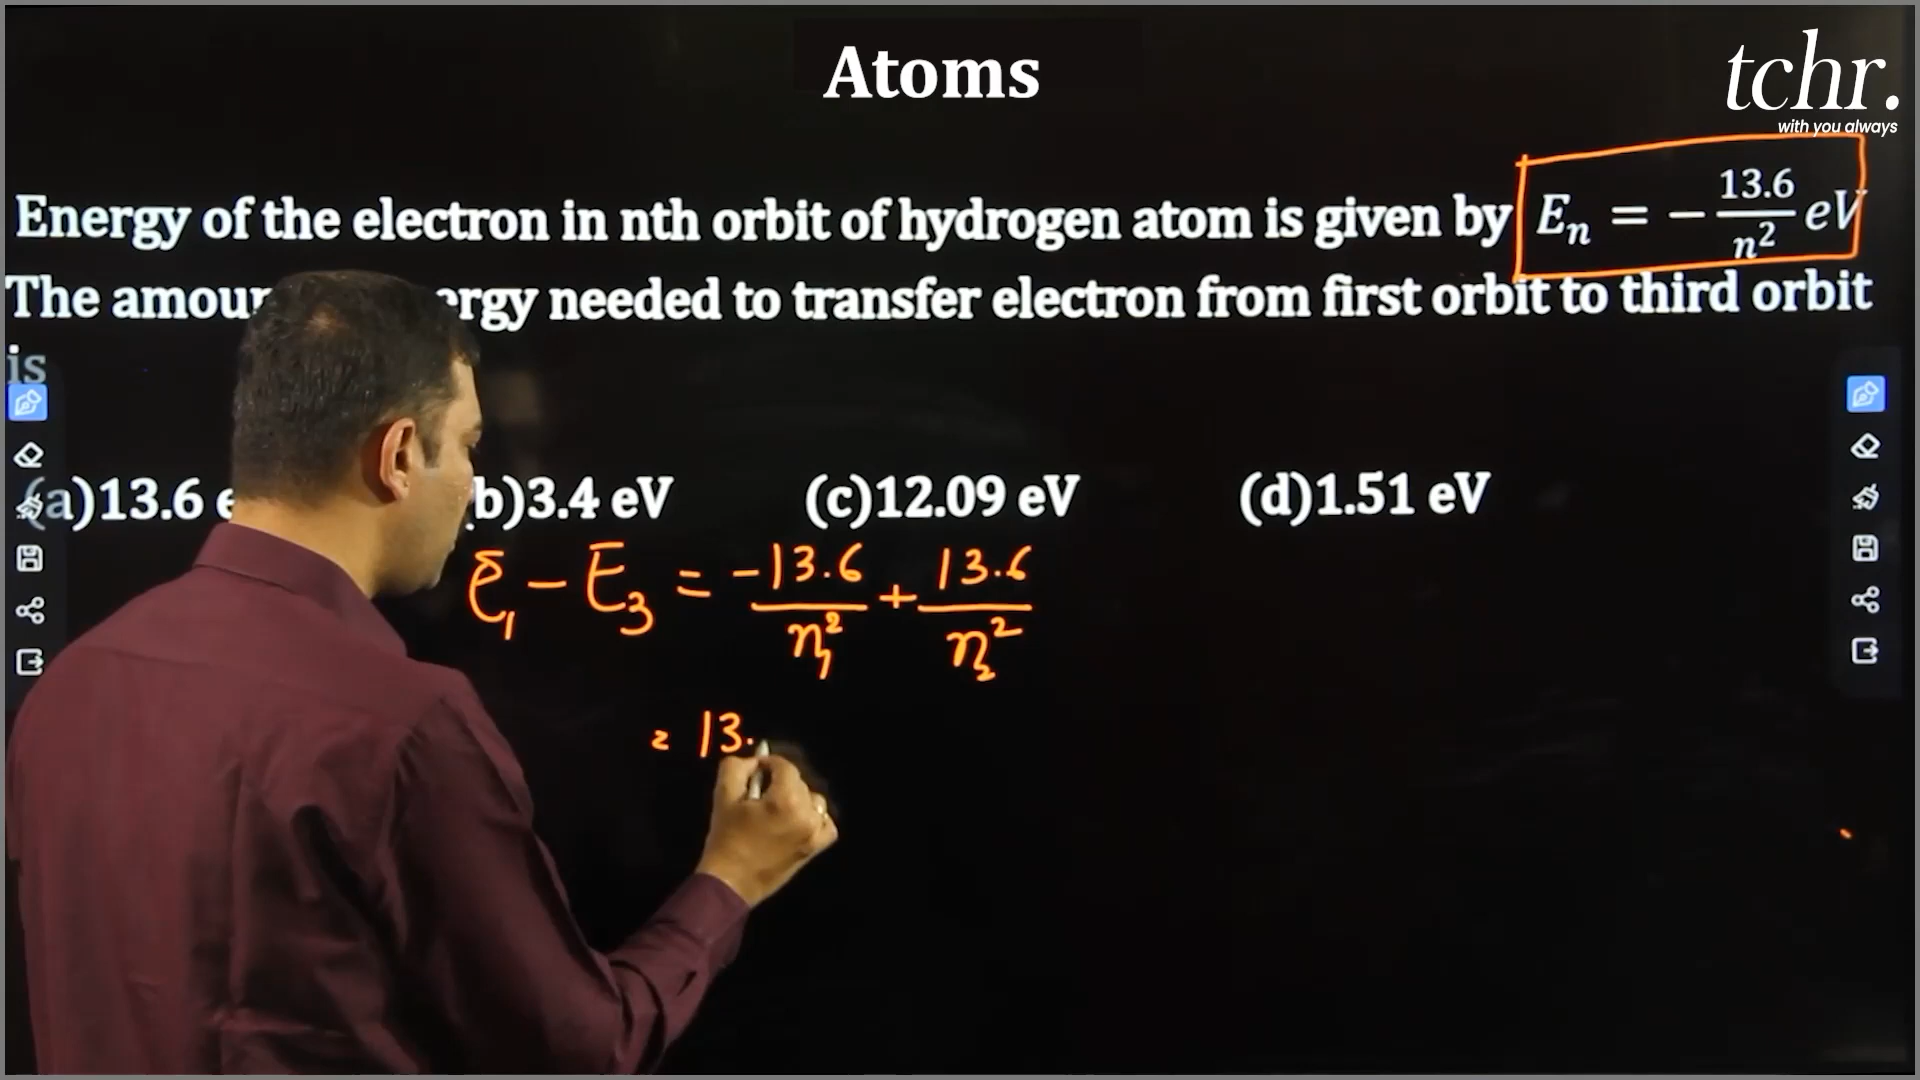 Atoms
tchr.
with you always
Energy of the electron in nth orbit of hydrogen atom is given by E_n = -13.6/n² eV
The amou ergy needed to transfer electron from first orbit to third orbit
is
(a)13.6 e b)3.4 eV (c)12.09 eV (d)1.51 eV
E₁ - E₃ = -13.6/n₁² + 13.6/n₂²
= 13.